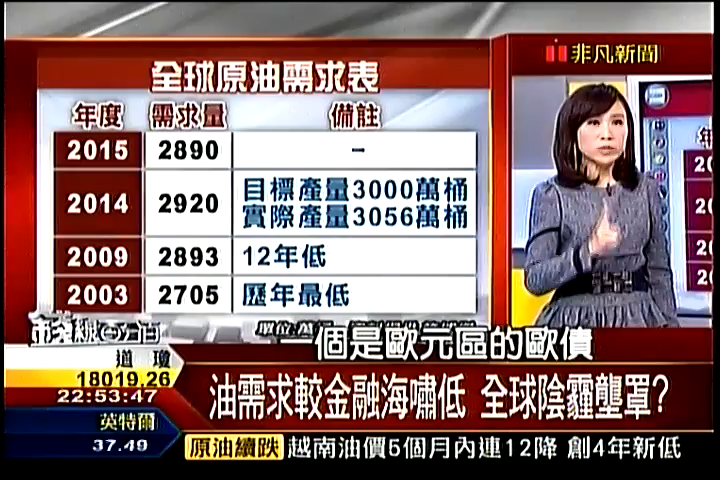 非凡新聞
全球原油需求表
年度 需求量 備註
2015 2890 –
2014 2920 目標產量3000萬桶
實際產量3056萬桶
2009 2893 12年低
2003 2705 歷年最低
一個是歐元區的歐債
道瓊
18019.26
22:53:47
油需求較金融海嘯低 全球陰霾壟罩?
英特爾
37.49
原油續跌 越南油價5個月內連12降 創4年新低